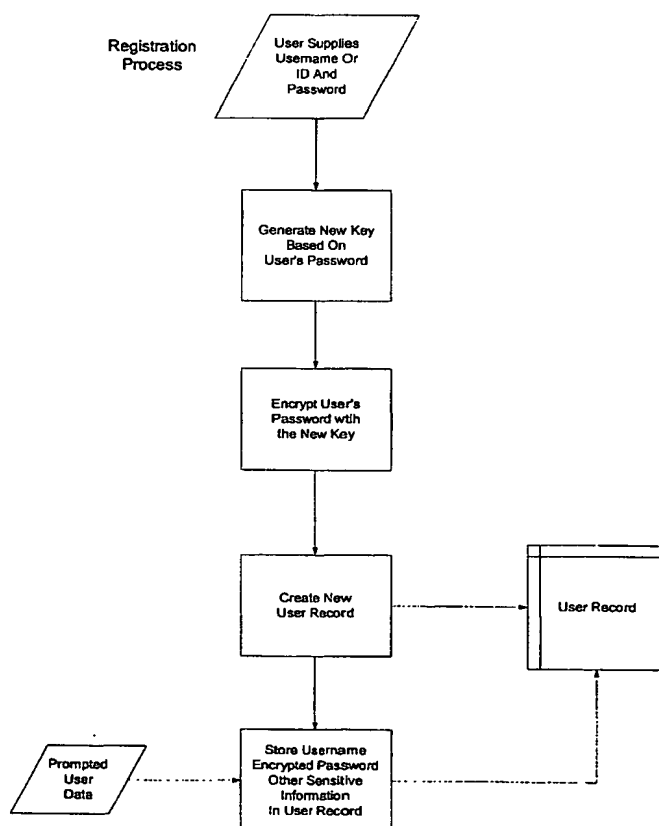 Registration
Process
User Supplies
Username Or
ID And
Password
Generate New Key
Based On
User's Password
Encrypt User's
Password wtih
the New Key
Create New
User Record
User Record
Prompted
User
Data
Store Username
Encrypted Password
Other Sensitive
Information
In User Record